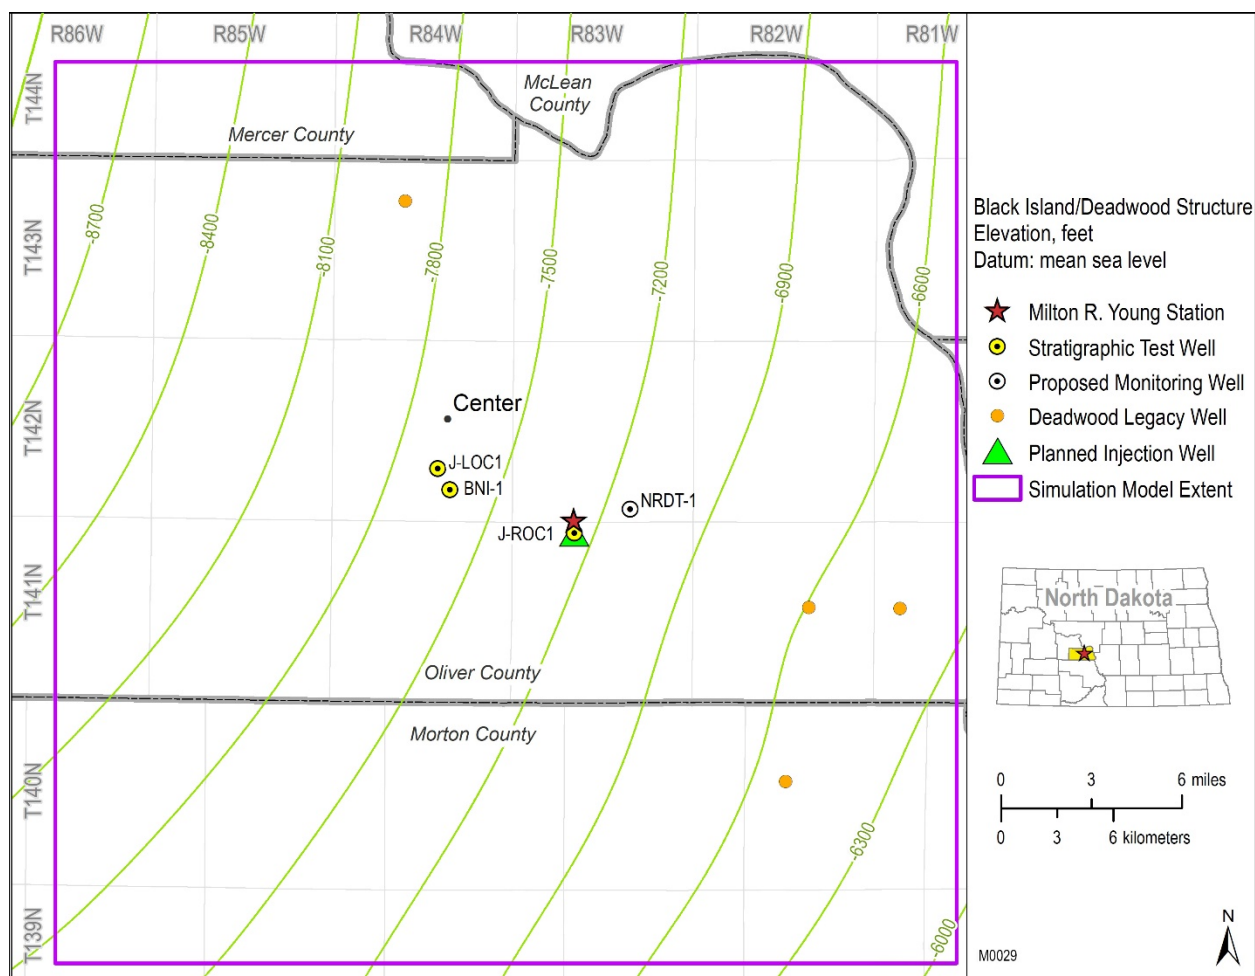 R86W
R85W
R84W
R83W
R82W
R81W
T144N
T143N
T142N
T141N
T140N
T139N
McLean
County
Mercer County
-8700
-8400
-8100
-7800
-7500
-7200
-6900
-6600
Center
J-LOC1
BNI-1
NRDT-1
J-ROC1
Oliver County
Morton County
-6300
-6000
Black Island/Deadwood Structure
Elevation, feet
Datum: mean sea level
Milton R. Young Station
Stratigraphic Test Well
Proposed Monitoring Well
Deadwood Legacy Well
Planned Injection Well
Simulation Model Extent
North Dakota
0 3 6 miles
0 3 6 kilometers
N
M0029